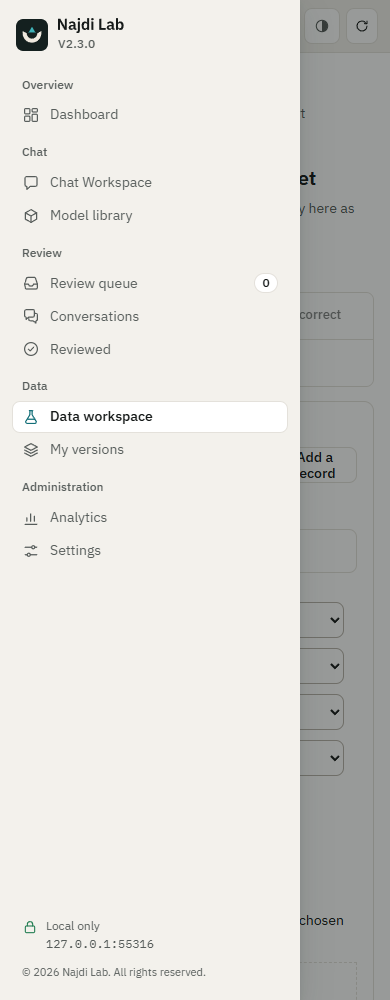 Najdi Lab
V2.3.0
Overview
Dashboard
Chat
Chat Workspace
Model library
Review
Review queue 0
Conversations
Reviewed
Data
Data workspace
My versions
Administration
Analytics
Settings
Local only
127.0.0.1:55316
© 2026 Najdi Lab. All rights reserved.
y here as
correct
Add a
chosen